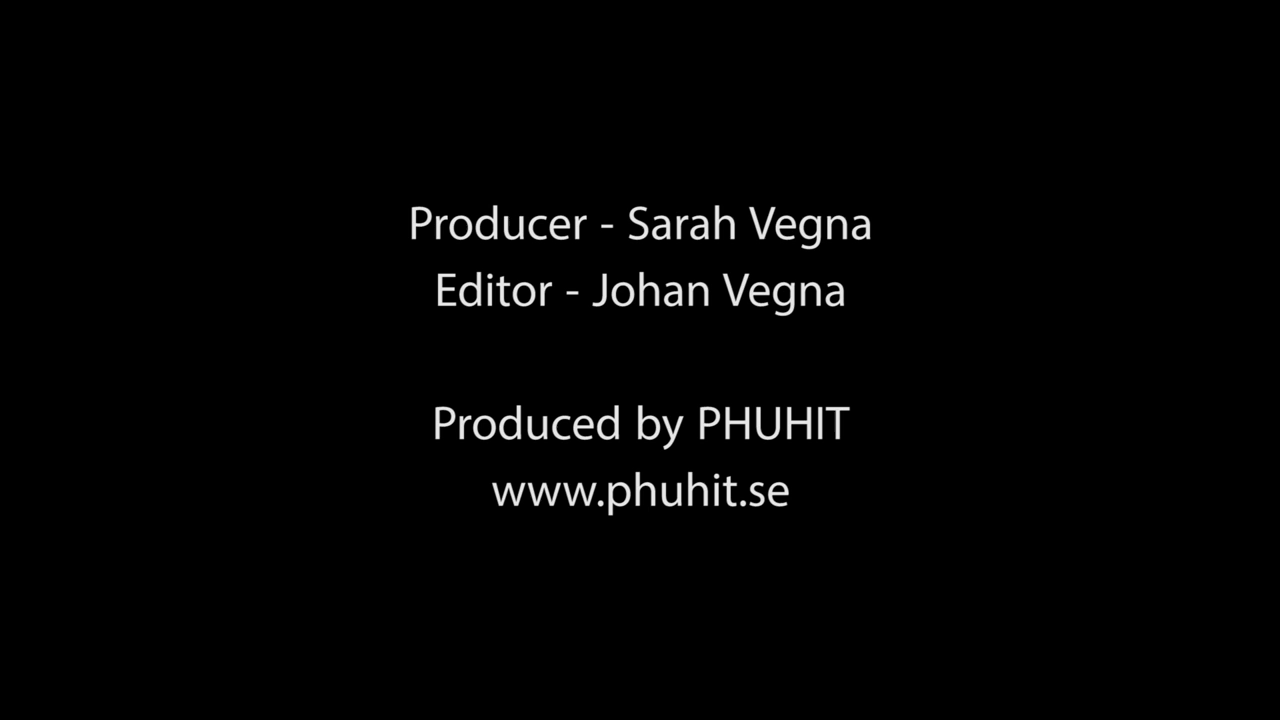 Producer - Sarah Vegna
Editor - Johan Vegna
Produced by PHUHIT
www.phuhit.se